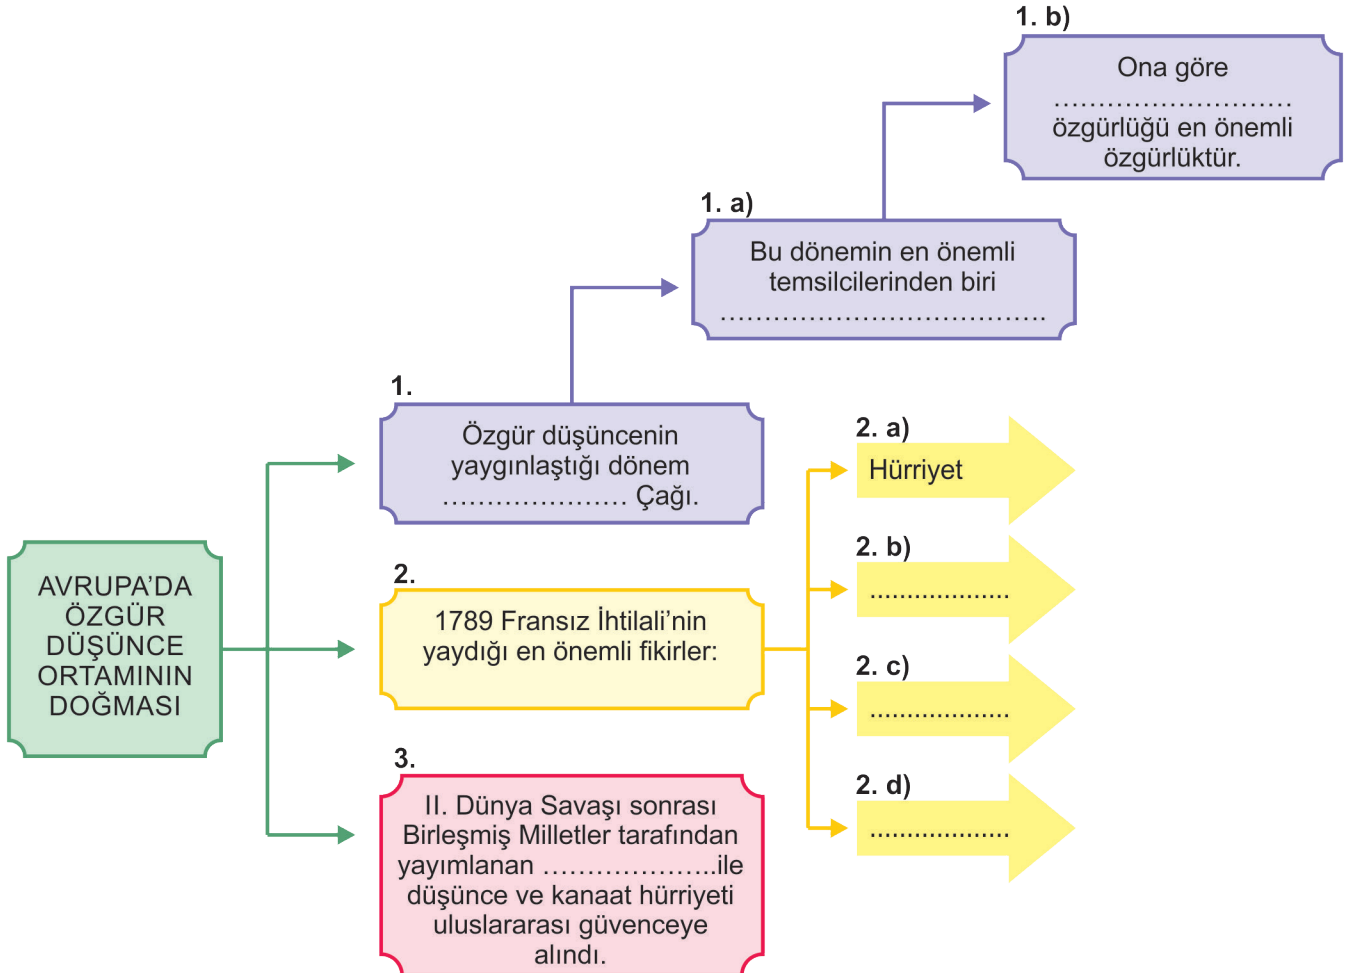 1. b)
Ona göre
………………………
özgürlüğü en önemli
özgürlüktür.
1. a)
Bu dönemin en önemli
temsilcilerinden biri
……………………………….
1.
Özgür düşüncenin
yaygınlaştığı dönem
………………… Çağı.
AVRUPA’DA
ÖZGÜR
DÜŞÜNCE
ORTAMININ
DOĞMASI
2.
1789 Fransız İhtilali’nin
yaydığı en önemli fikirler:
2. a)
Hürriyet
2. b)
...................
2. c)
...................
2. d)
...................
3.
II. Dünya Savaşı sonrası
Birleşmiş Milletler tarafından
yayımlanan ………………..ile
düşünce ve kanaat hürriyeti
uluslararası güvenceye
alındı.